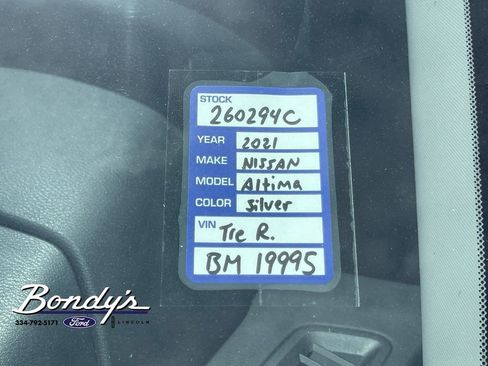 STOCK
260294C
YEAR 2021
MAKE NISSAN
MODEL Altima
COLOR Silver
VIN Tre R.
BM 19995
Bondy's
334-792-5171 Ford LINCOLN